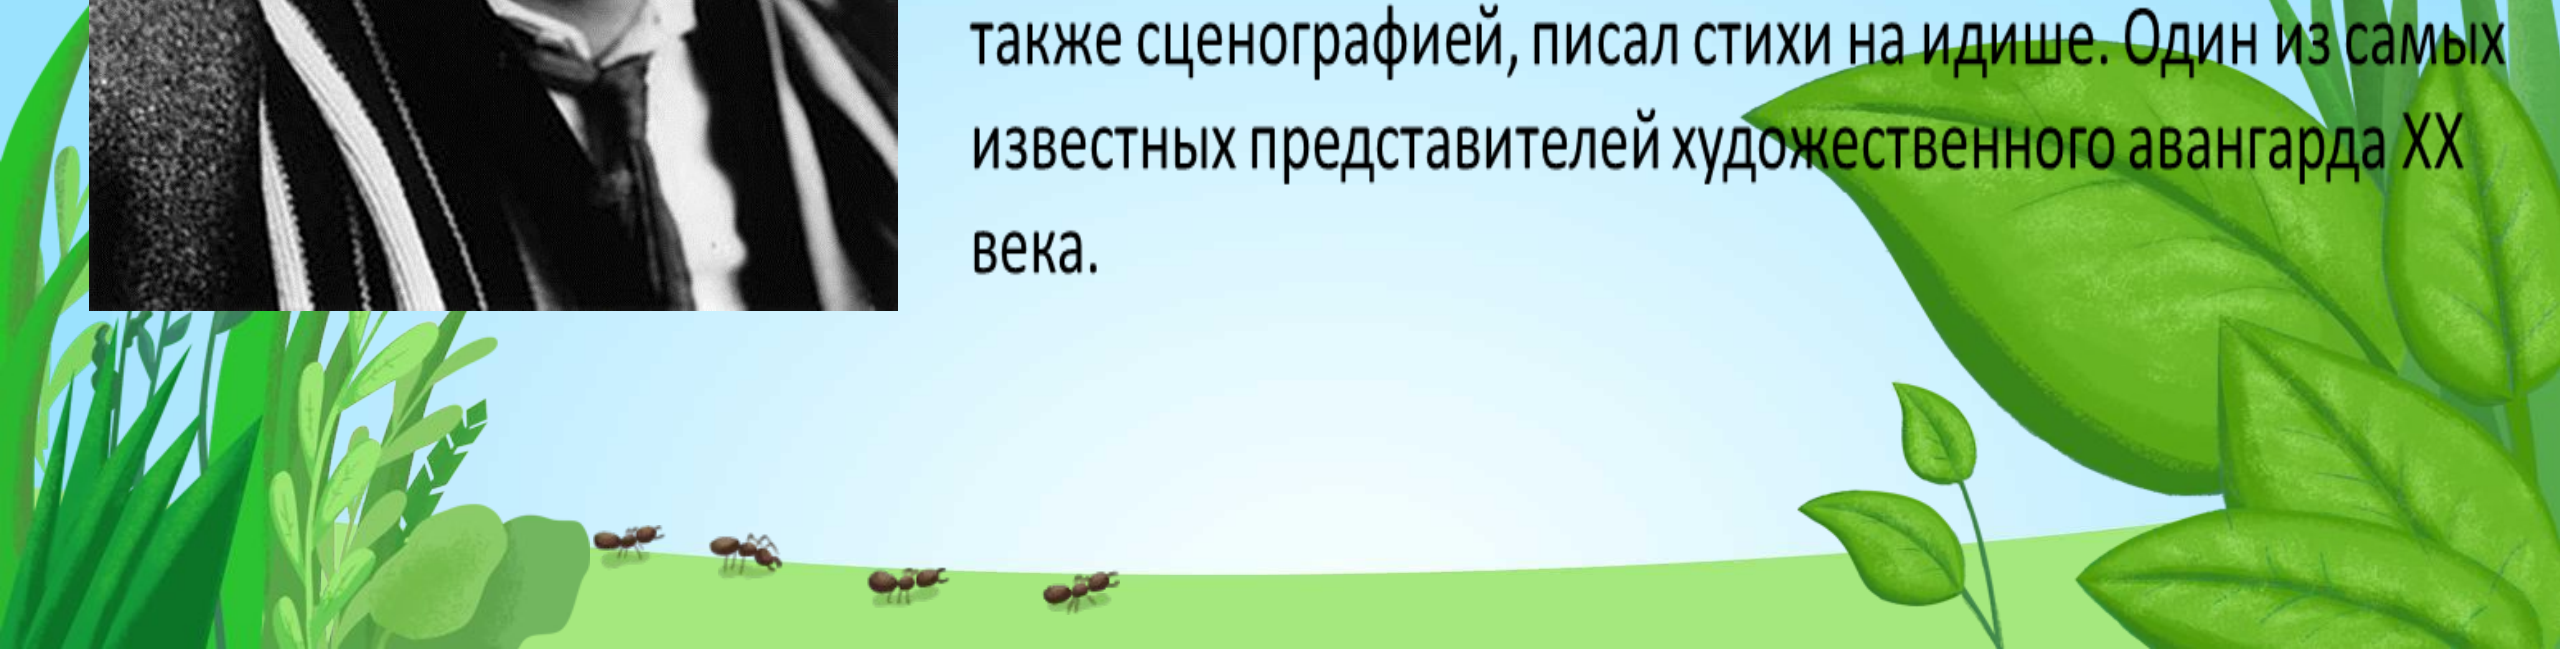 также сценографией, писал стихи на идише. Один из самых
известных представителей художественного авангарда XX
века.